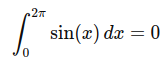 ∫₀^{2π} sin(x) dx = 0